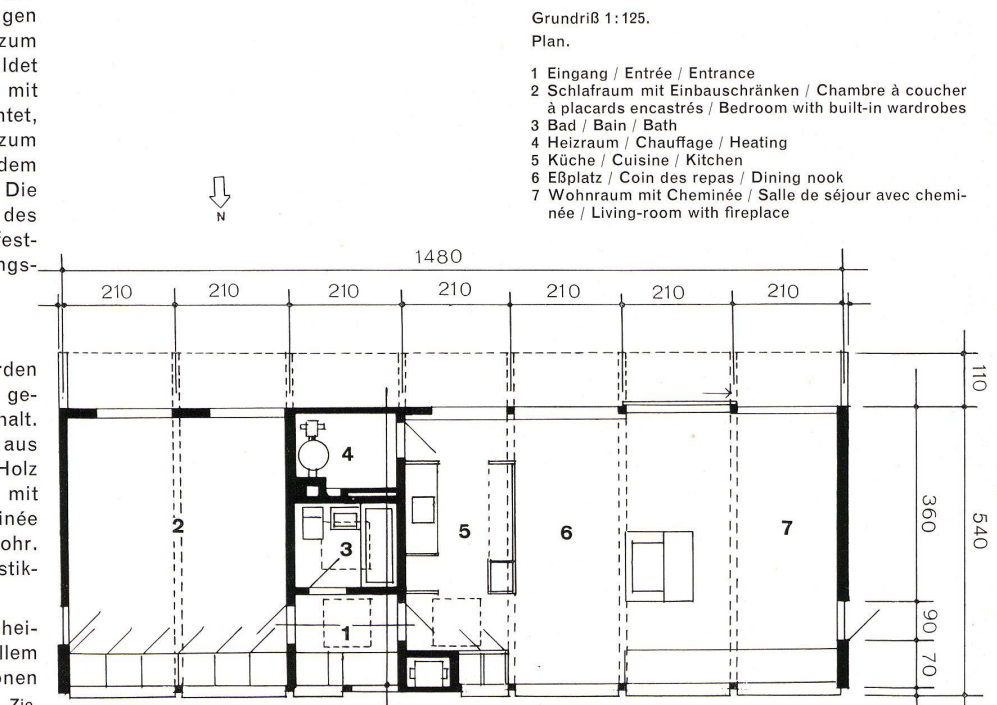 gen
zum
ldet
mit
ntet,
zum
dem
Die
des
fest-
ngs-
rden
ge-
halt.
aus
Holz
mit
inée
ohr.
stik-
hei-
llem
onen
Grundriß 1:125.
Plan.
1 Eingang / Entrée / Entrance
2 Schlafraum mit Einbauschränken / Chambre à coucher
à placards encastrés / Bedroom with built-in wardrobes
3 Bad / Bain / Bath
4 Heizraum / Chauffage / Heating
5 Küche / Cuisine / Kitchen
6 Eßplatz / Coin des repas / Dining nook
7 Wohnraum mit Cheminée / Salle de séjour avec chemi-
née / Living-room with fireplace
N
1480
210 210 210 210 210 210 210
110
4
2 3 5 6 7
360 540
1
90
70